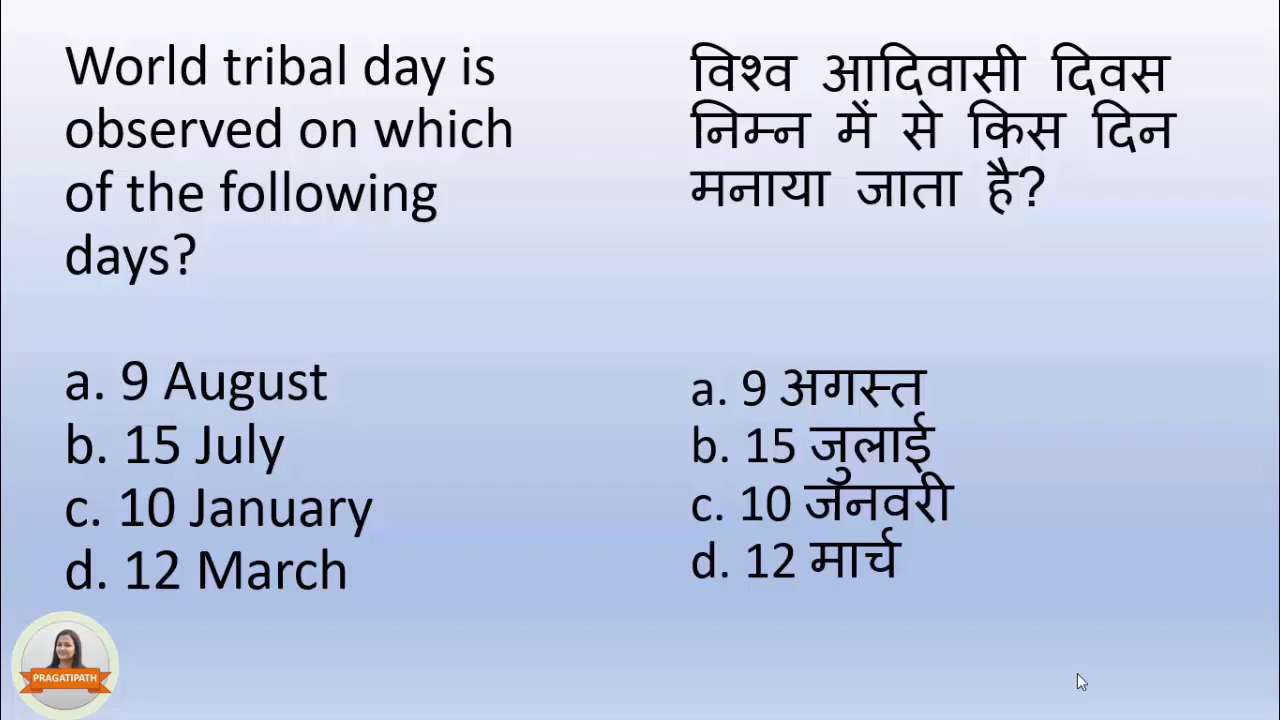 World tribal day is
observed on which
of the following
days?
a. 9 August
b. 15 July
c. 10 January
d. 12 March
विश्व आदिवासी दिवस
निम्न में से किस दिन
मनाया जाता है?
a. 9 अगस्त
b. 15 जुलाई
c. 10 जनवरी
d. 12 मार्च
PRAGATIPATH